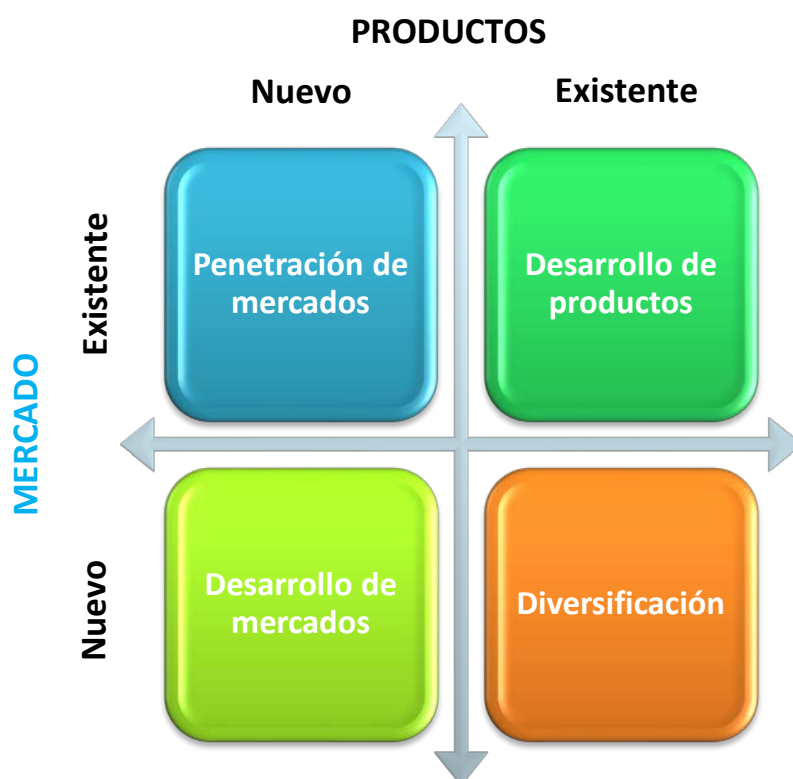 PRODUCTOS
Nuevo
Existente
MERCADO
Existente
Penetración de
mercados
Desarrollo de
productos
Nuevo
Desarrollo de
mercados
Diversificación